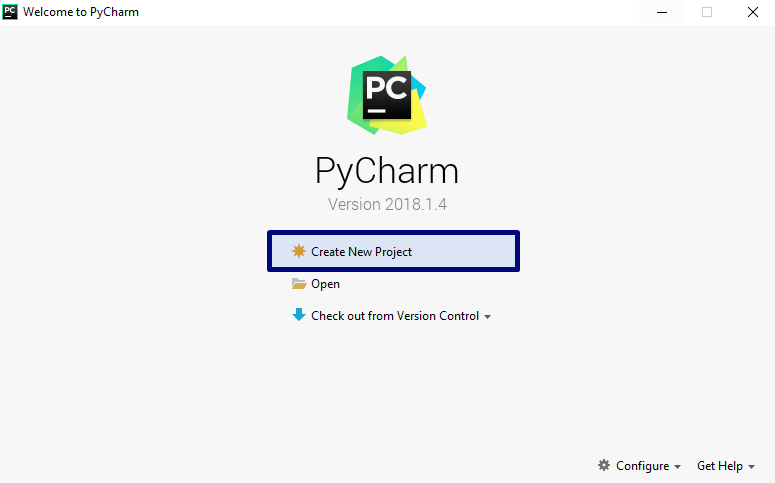 PC Welcome to PyCharm
PC
PyCharm
Version 2018.1.4
Create New Project
Open
Check out from Version Control
Configure Get Help